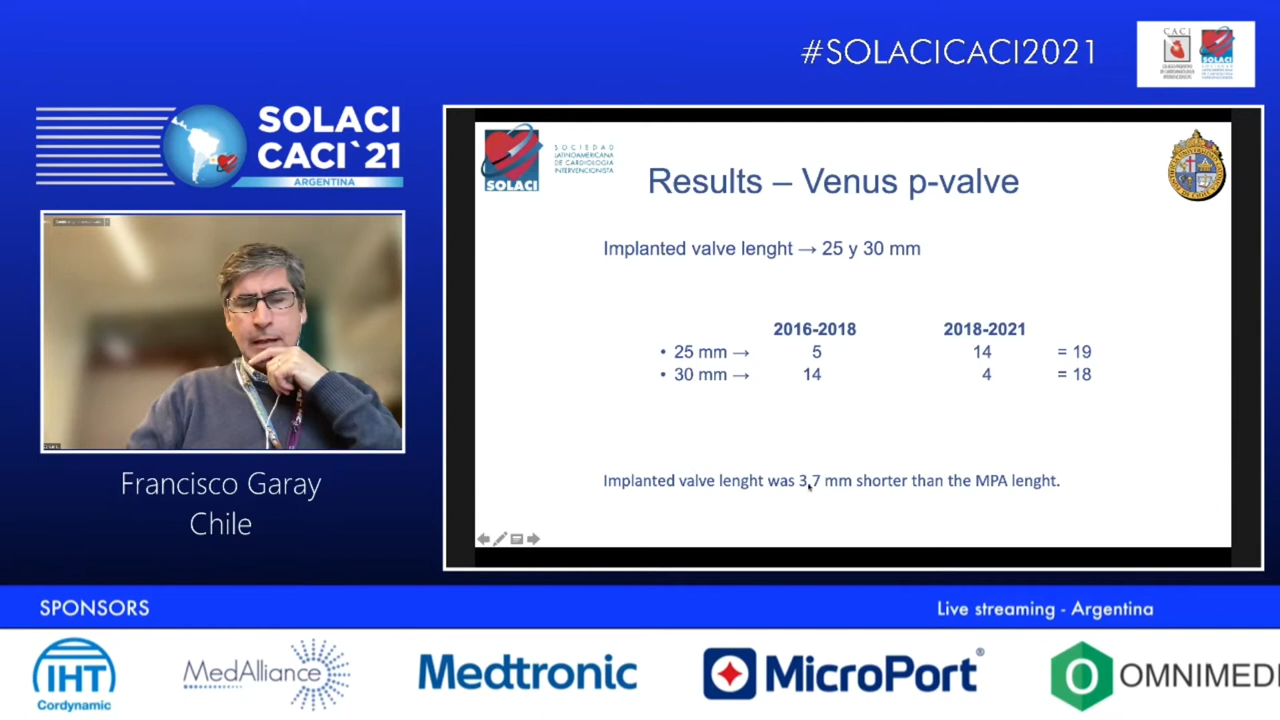 #SOLACICACI2021
CACI
SOLACI
SOLACI
CACI`21
ARGENTINA
SOLACI
SOCIEDAD
LATINOAMERICANA
DE CARDIOLOGIA
INTERVENCIONISTA
Results – Venus p-valve
Implanted valve lenght → 25 y 30 mm
2016-2018 2018-2021
• 25 mm → 5 14 = 19
• 30 mm → 14 4 = 18
Implanted valve lenght was 3,7 mm shorter than the MPA lenght.
Francisco Garay
Chile
SPONSORS
Live streaming - Argentina
IHT
Cordynamic
MedAlliance
Medtronic
MicroPort®
OMNIMEDI